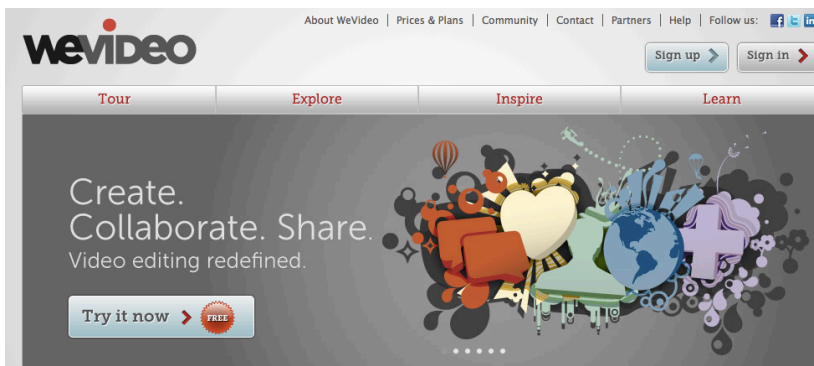 About WeVideo | Prices & Plans | Community | Contact | Partners | Help | Follow us:
WEVIDEO
Sign up
Sign in
Tour
Explore
Inspire
Learn
Create.
Collaborate. Share.
Video editing redefined.
Try it now
FREE